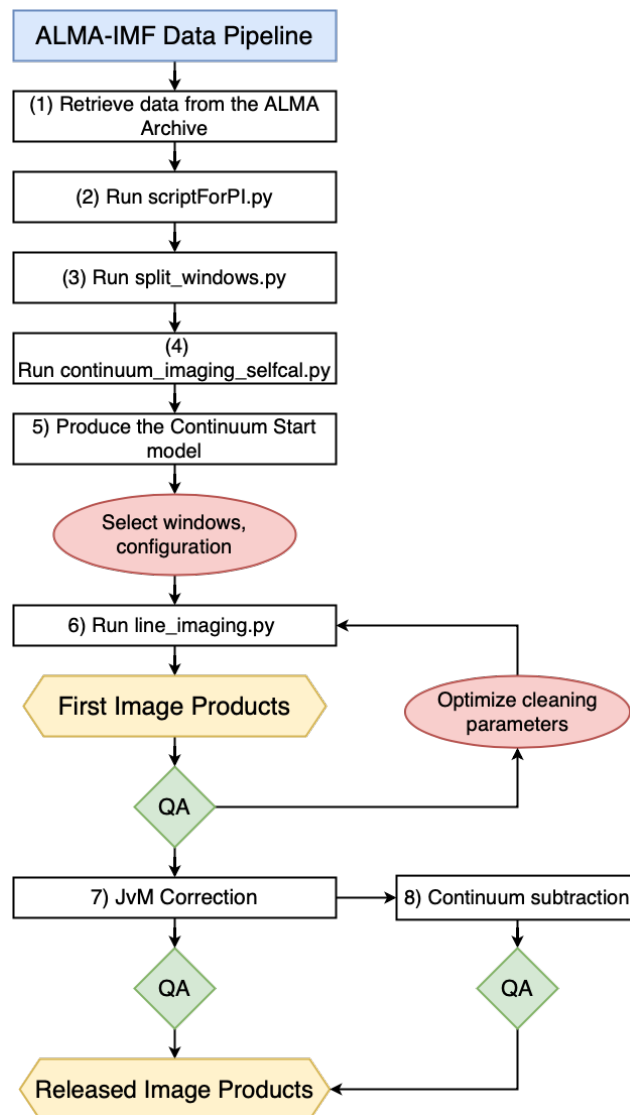 ALMA-IMF Data Pipeline
(1) Retrieve data from the ALMA
Archive
(2) Run scriptForPI.py
(3) Run split_windows.py
(4)
Run continuum_imaging_selfcal.py
5) Produce the Continuum Start
model
Select windows,
configuration
6) Run line_imaging.py
First Image Products
Optimize cleaning
parameters
QA
7) JvM Correction
8) Continuum subtraction
QA
QA
Released Image Products